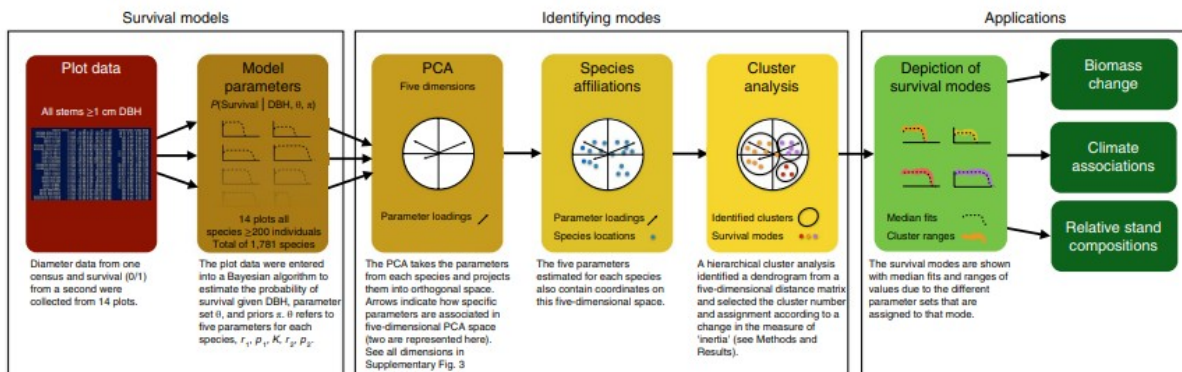 Survival models
Identifying modes
Applications
Plot data
All stems ≥1 cm DBH
Diameter data from one
census and survival (0/1)
from a second were
collected from 14 plots.
Model
parameters
P(Survival | DBH, θ, π)
14 plots all
species ≥200 individuals
Total of 1,781 species
The plot data were entered
into a Bayesian algorithm to
estimate the probability of
survival given DBH, parameter
set θ, and priors π. θ refers to
five parameters for each
species, r₁, p₁, K, r₂, p₂.
PCA
Five dimensions
Parameter loadings
The PCA takes the parameters
from each species and projects
them into orthogonal space.
Arrows indicate how specific
parameters are associated in
five-dimensional PCA space
(two are represented here).
See all dimensions in
Supplementary Fig. 3
Species
affiliations
Parameter loadings
Species locations
The five parameters
estimated for each species
also contain coordinates on
this five-dimensional space.
Cluster
analysis
Identified clusters
Survival modes
A hierarchical cluster analysis
identified a dendrogram from a
five-dimensional distance matrix
and selected the cluster number
and assignment according to a
change in the measure of
'inertia' (see Methods and
Results).
Depiction of
survival modes
Median fits
Cluster ranges
The survival modes are shown
with median fits and ranges of
values due to the different
parameter sets that are
assigned to that mode.
Biomass
change
Climate
associations
Relative stand
compositions